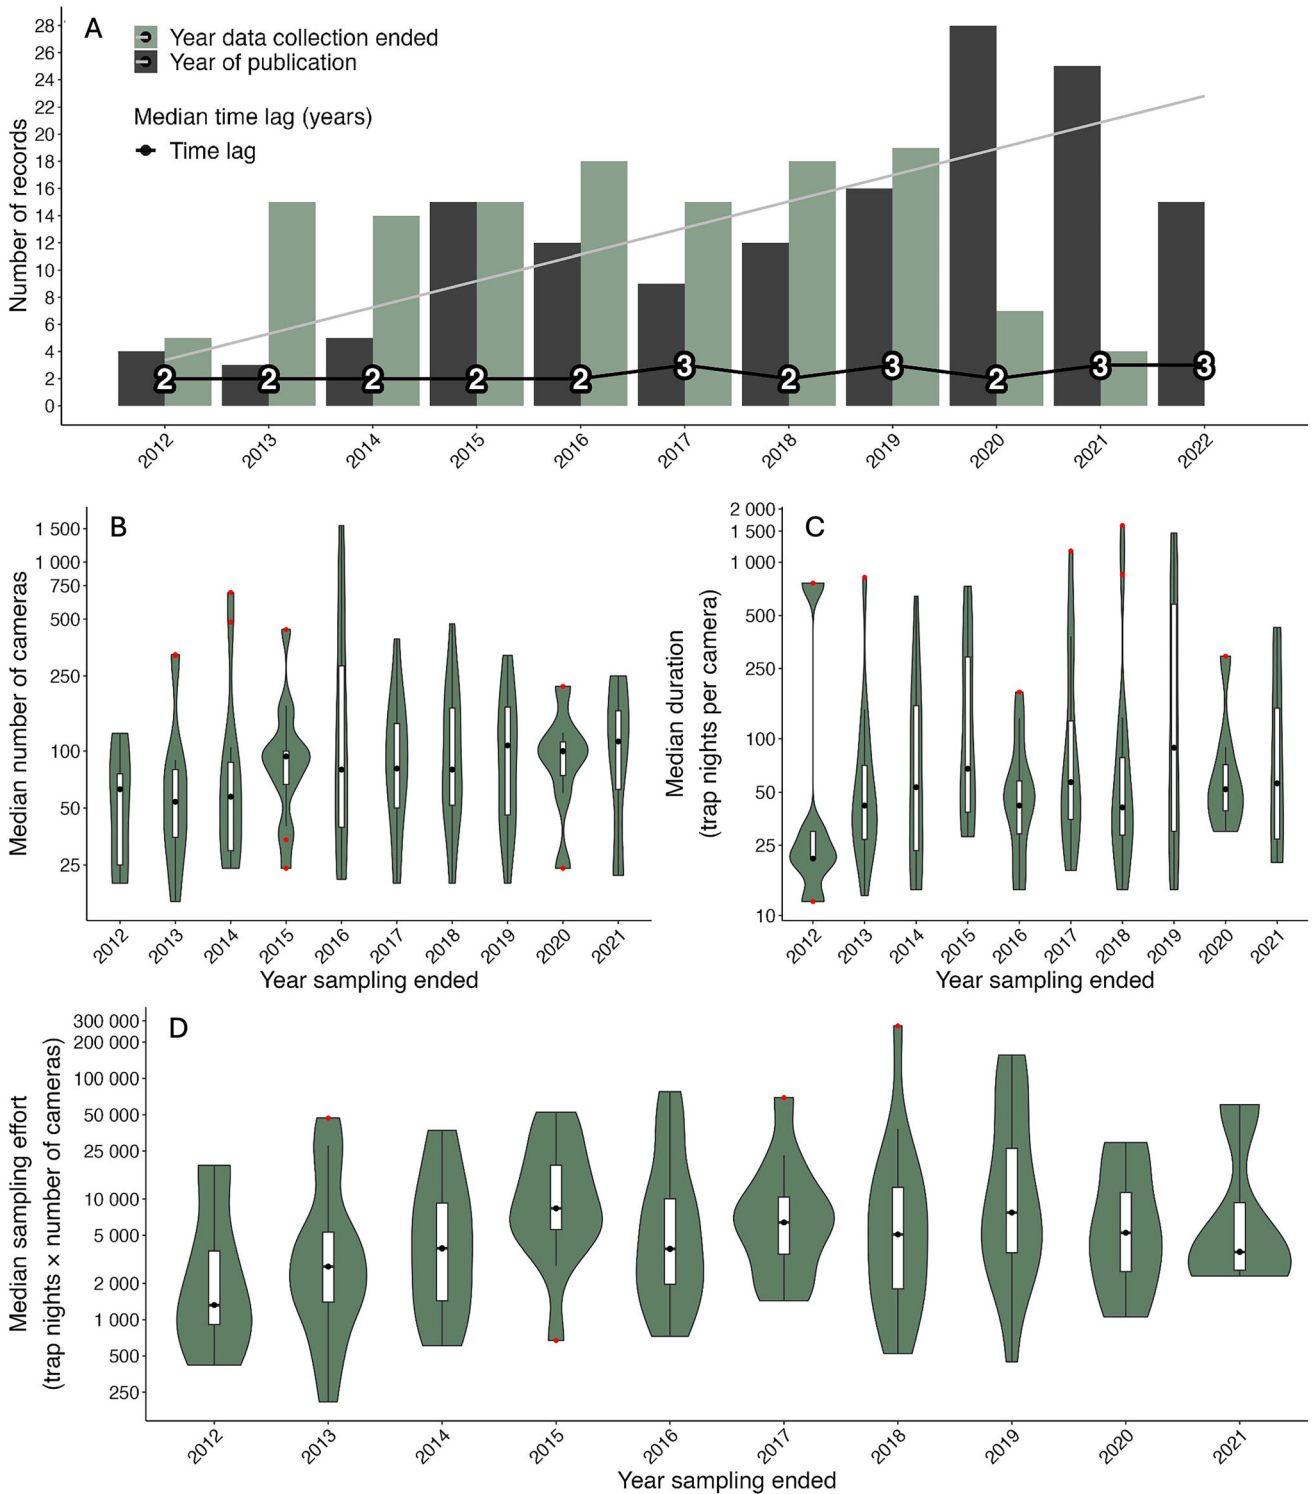 A
Year data collection ended
Year of publication
Median time lag (years)
Time lag
Number of records
28
26
24
22
20
18
16
14
12
10
8
6
4
2
0
2 2 2 2 2 3 2 3 2 3 3
2012 2013 2014 2015 2016 2017 2018 2019 2020 2021 2022
B
Median number of cameras
1 500
1 000
750
500
250
100
50
25
2012 2013 2014 2015 2016 2017 2018 2019 2020 2021
Year sampling ended
C
Median duration
(trap nights per camera)
2 000
1 500
1 000
500
250
100
50
25
10
2012 2013 2014 2015 2016 2017 2018 2019 2020 2021
Year sampling ended
D
Median sampling effort
(trap nights × number of cameras)
300 000
200 000
100 000
50 000
25 000
10 000
5 000
2 000
1 000
500
250
2012 2013 2014 2015 2016 2017 2018 2019 2020 2021
Year sampling ended